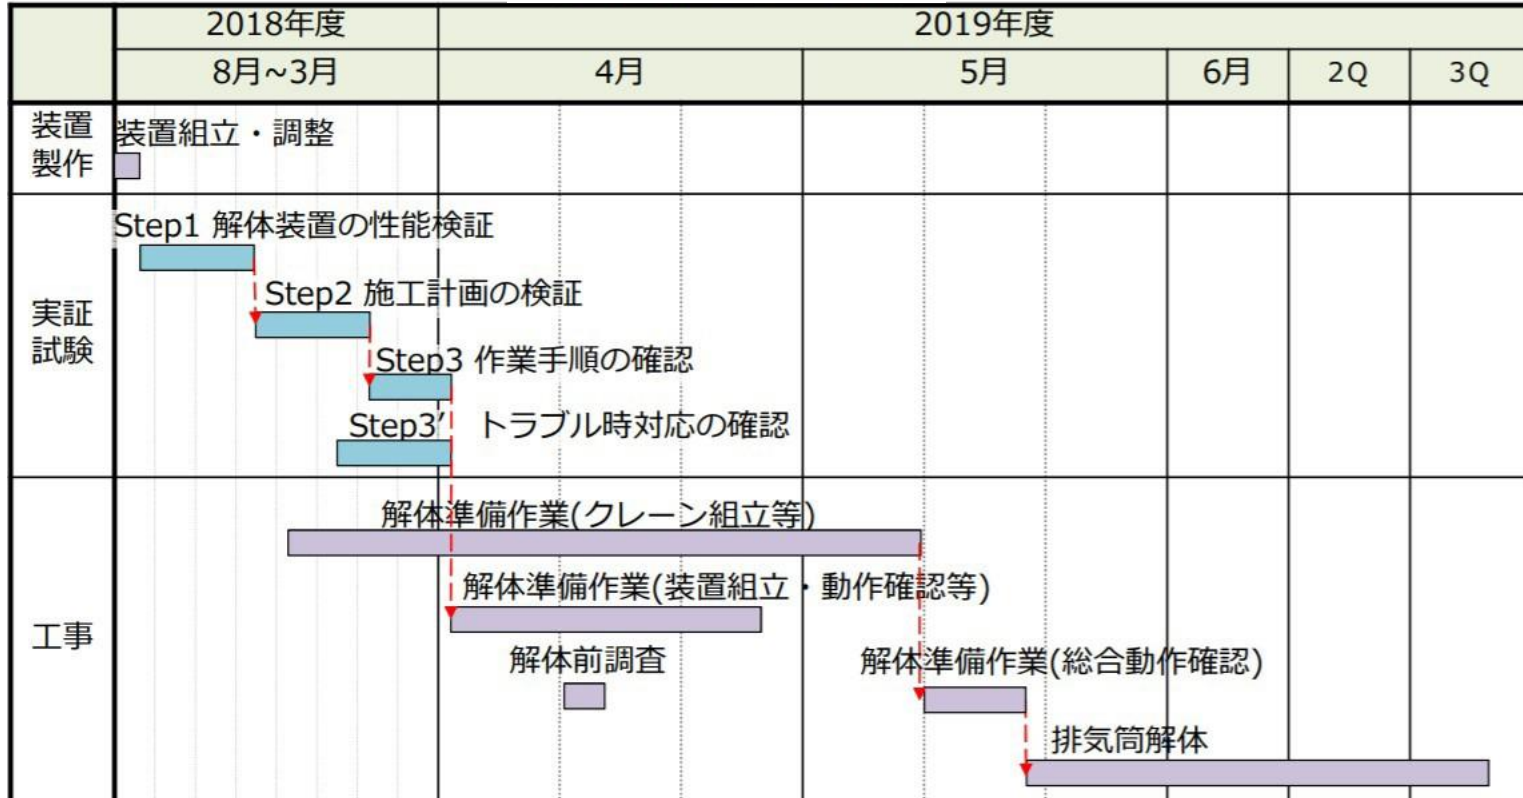 2018年度
2019年度
8月~3月
4月
5月
6月
2Q
3Q
装置
製作
装置組立・調整
実証
試験
Step1 解体装置の性能検証
Step2 施工計画の検証
Step3 作業手順の確認
Step3′ トラブル時対応の確認
工事
解体準備作業(クレーン組立等)
解体準備作業(装置組立・動作確認等)
解体前調査
解体準備作業(総合動作確認)
排気筒解体